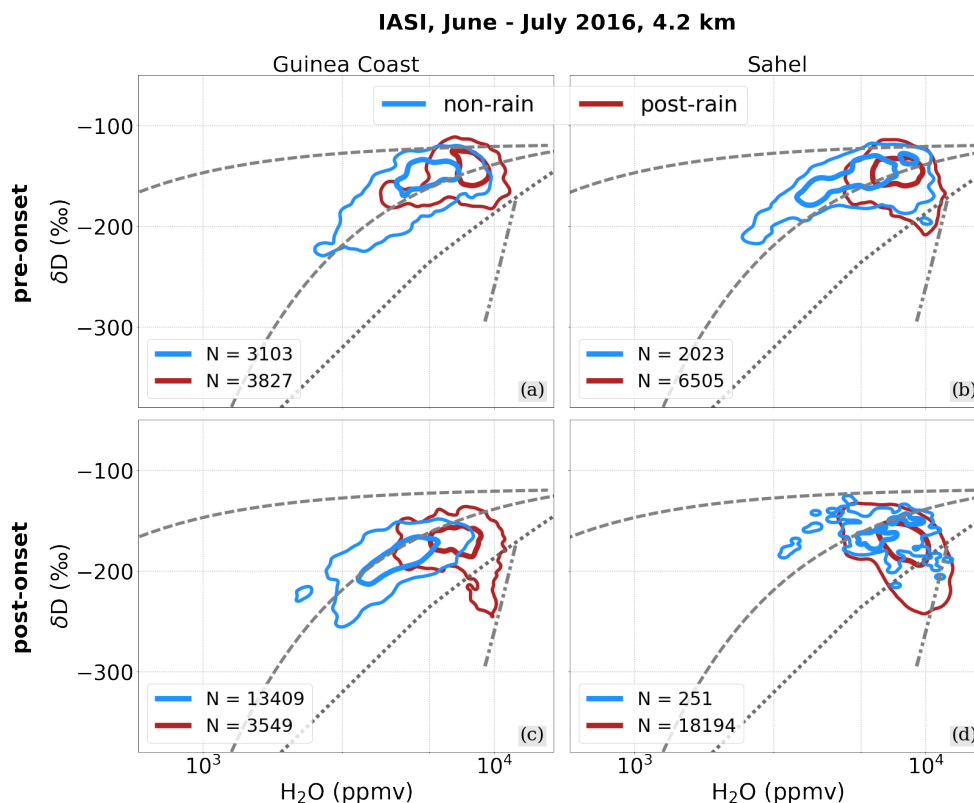 IASI, June - July 2016, 4.2 km
Guinea Coast
Sahel
non-rain
post-rain
pre-onset
δD (‰)
−100
−200
−300
N = 3103
N = 3827
(a)
N = 2023
N = 6505
(b)
post-onset
δD (‰)
−100
−200
−300
N = 13409
N = 3549
(c)
N = 251
N = 18194
(d)
10³
10⁴
10³
10⁴
H₂O (ppmv)
H₂O (ppmv)